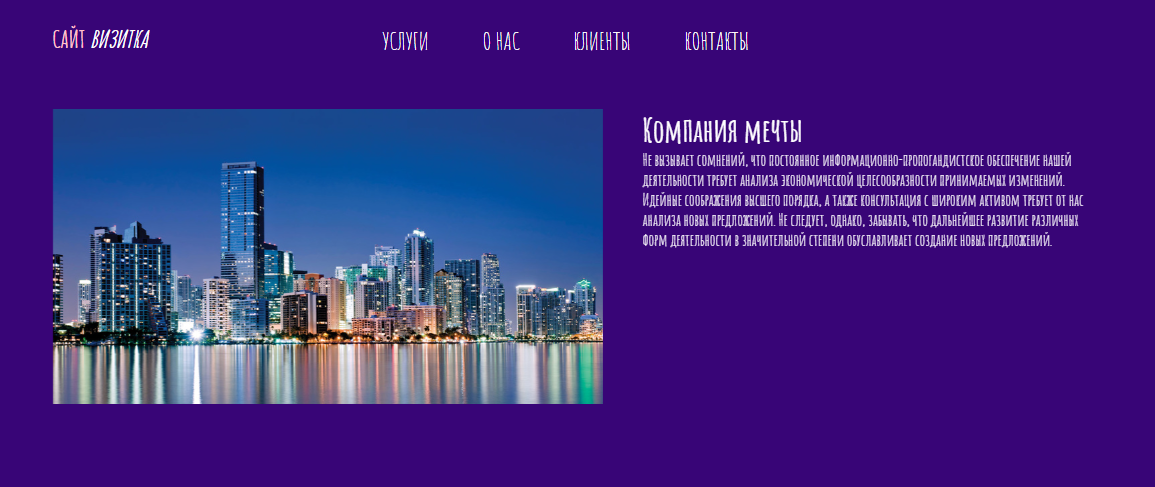 САЙТ ВИЗИТКА
УСЛУГИ О НАС КЛИЕНТЫ КОНТАКТЫ
Компания мечты
Не вызывает сомнений, что постоянное информационно-пропогандистское обеспечение нашей
деятельности требует анализа экономической целесообразности принимаемых изменений.
Идейные соображения высшего порядка, а также консультация с широким активом требует от нас
анализа новых предложений. Не следует, однако, забывать, что дальнейшее развитие различных
форм деятельности в значительной степени обуславливает создание новых предложений.